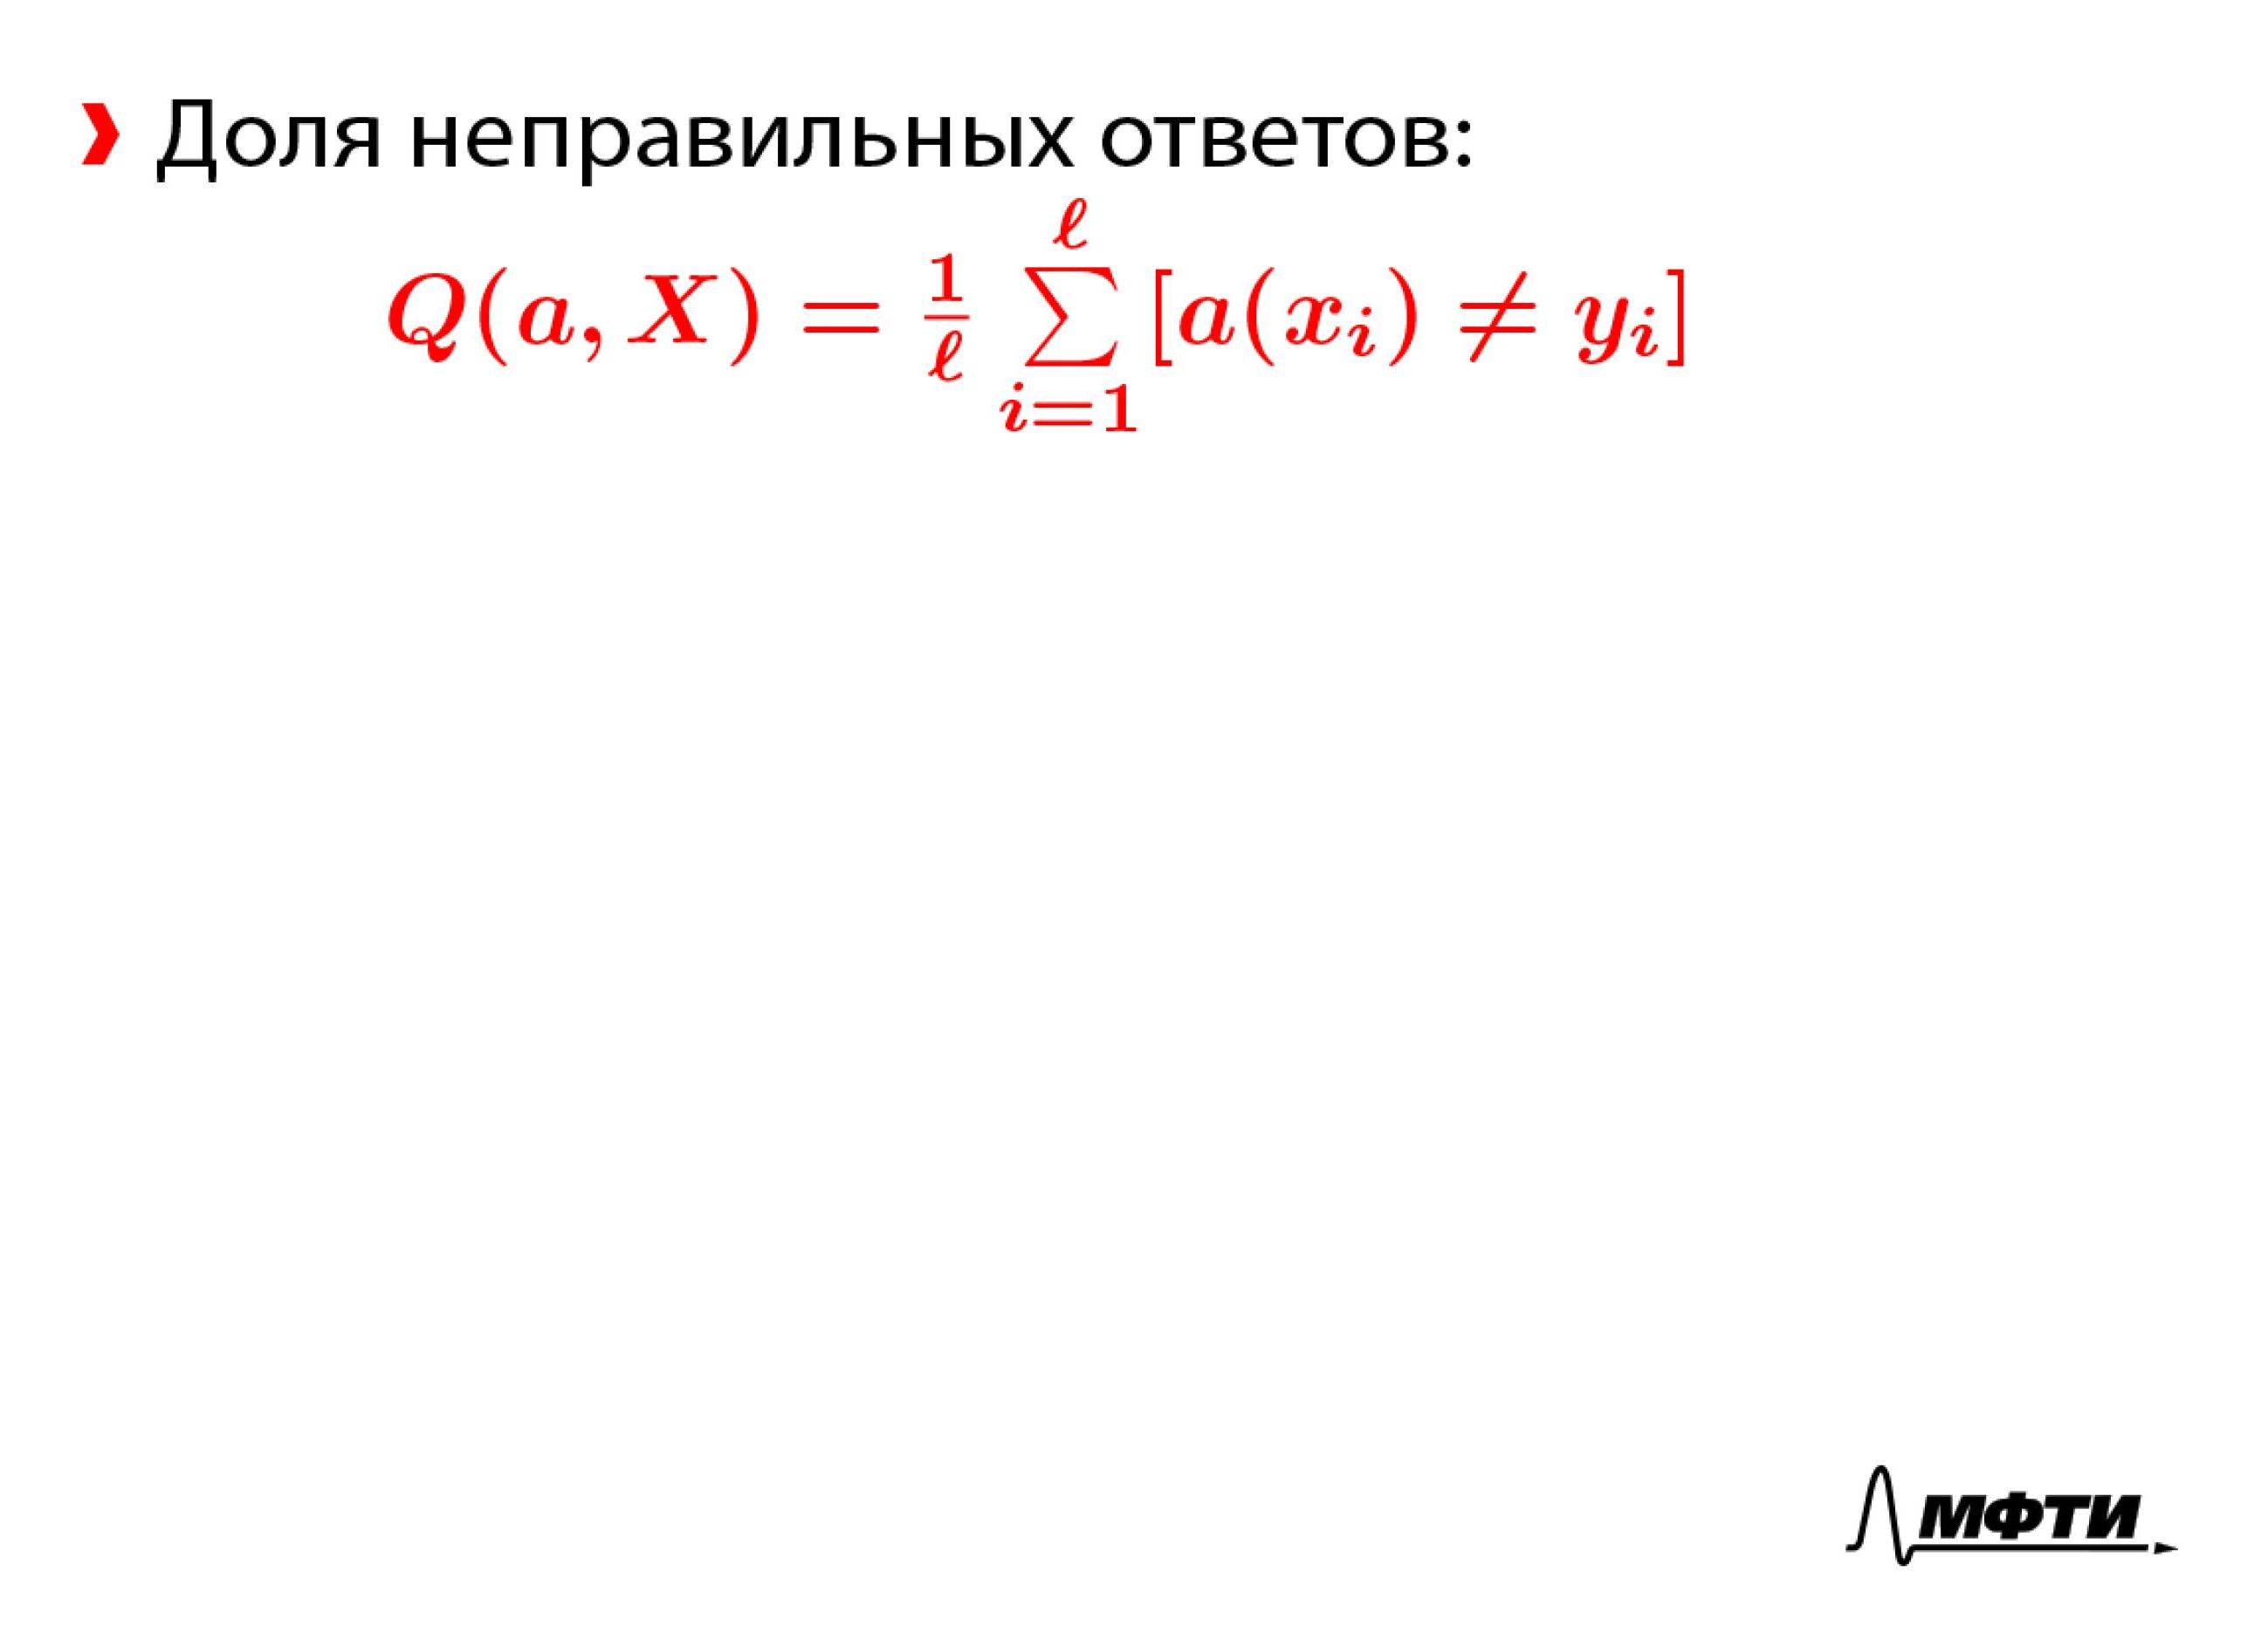 Доля неправильных ответов:
Q(a, X) = 1/ℓ ∑_{i=1}^{ℓ} [a(x_i) ≠ y_i]
МФТИ